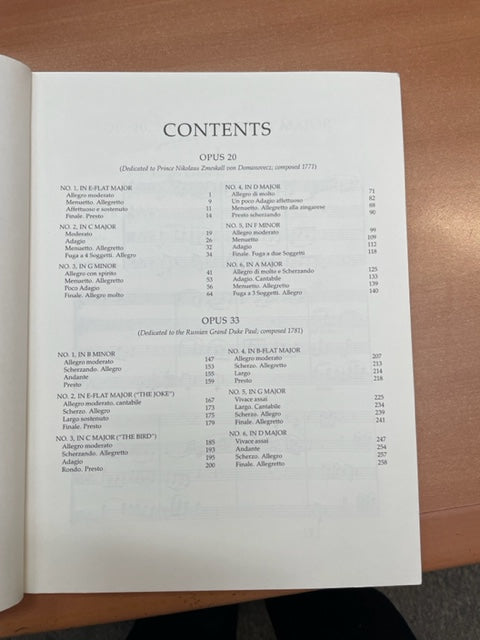 CONTENTS
OPUS 20
(Dedicated to Prince Nikolaus Zmeskall von Domanovecz; composed 1771)
NO. 1, IN E-FLAT MAJOR
Allegro moderato 1
Menuetto. Allegretto 9
Affettuoso e sostenuto 11
Finale. Presto 14
NO. 2, IN C MAJOR
Moderato 19
Adagio 26
Menuetto. Allegretto 32
Fuga a 4 Soggetti. Allegro 34
NO. 3, IN G MINOR
Allegro con spirito 41
Menuetto. Allegretto 53
Poco Adagio 56
Finale. Allegro molto 64
NO. 4, IN D MAJOR
Allegro di molto 71
Un poco Adagio affettuoso 82
Menuetto. Allegretto alla zingarese 88
Presto scherzando 90
NO. 5, IN F MINOR
Allegro moderato 99
Menuetto 109
Adagio 112
Finale. Fuga a due Soggetti 118
NO. 6, IN A MAJOR
Allegro di molto e Scherzando 125
Adagio. Cantabile 133
Menuetto. Allegretto 139
Fuga a 3 Soggetti. Allegro 140
OPUS 33
(Dedicated to the Russian Grand Duke Paul; composed 1781)
NO. 1, IN B MINOR
Allegro moderato 147
Scherzando. Allegro 153
Andante 155
Presto 159
NO. 2, IN E-FLAT MAJOR ("THE JOKE")
Allegro moderato, cantabile 167
Scherzo. Allegro 173
Largo sostenuto 175
Finale. Presto 179
NO. 3, IN C MAJOR ("THE BIRD")
Allegro moderato 185
Scherzando. Allegretto 193
Adagio 195
Rondo. Presto 200
NO. 4, IN B-FLAT MAJOR
Allegro moderato 207
Scherzo. Allegretto 213
Largo 214
Presto 218
NO. 5, IN G MAJOR
Vivace assai 225
Largo. Cantabile 234
Scherzo. Allegro 239
Finale. Allegretto 241
NO. 6, IN D MAJOR
Vivace assai 247
Andante 254
Scherzo. Allegro 257
Finale. Allegretto 258